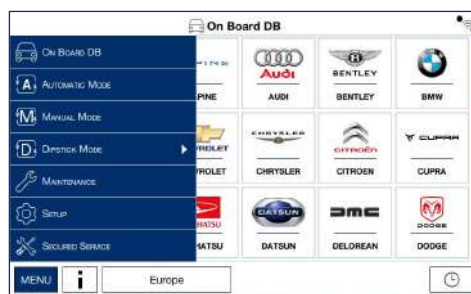 On Board DB
On Board DB
Automatic Mode
Manual Mode
Dipstick Mode
Maintenance
Setup
Secured Service
PINE
Audi
AUDI
BENTLEY
BENTLEY
BMW
ROLET
CHRYSLER
CHRYSLER
CITROËN
CITROEN
CUPRA
CUPRA
HATSU
DATSUN
DATSUN
DMC
DELOREAN
DODGE
DODGE
MENU
i
Europe